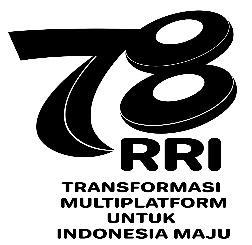 78
RRI
TRANSFORMASI
MULTIPLATFORM
UNTUK
INDONESIA MAJU